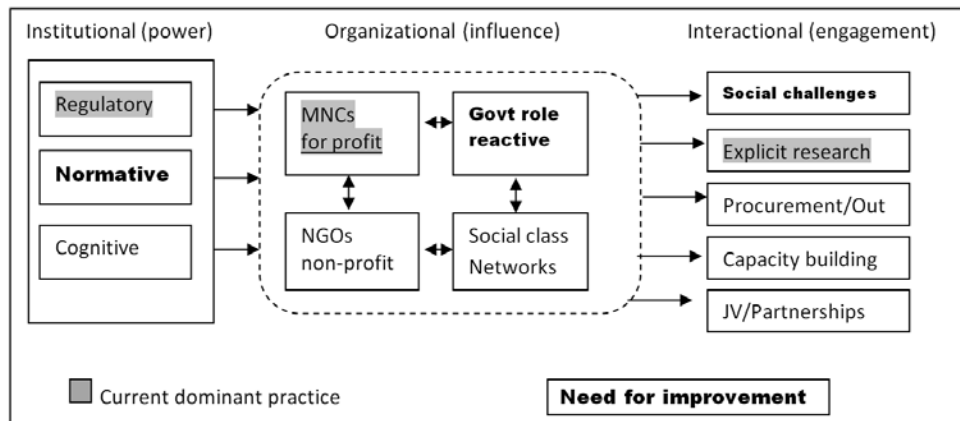 Institutional (power)
Organizational (influence)
Interactional (engagement)
Regulatory
Normative
Cognitive
MNCs
for profit
Govt role
reactive
NGOs
non-profit
Social class
Networks
Social challenges
Explicit research
Procurement/Out
Capacity building
JV/Partnerships
Current dominant practice
Need for improvement